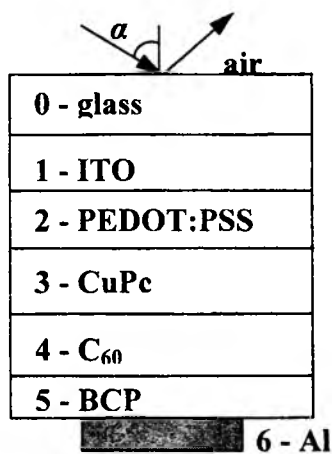 α
air
0 - glass
1 - ITO
2 - PEDOT:PSS
3 - CuPc
4 - C₆₀
5 - BCP
6 - Al